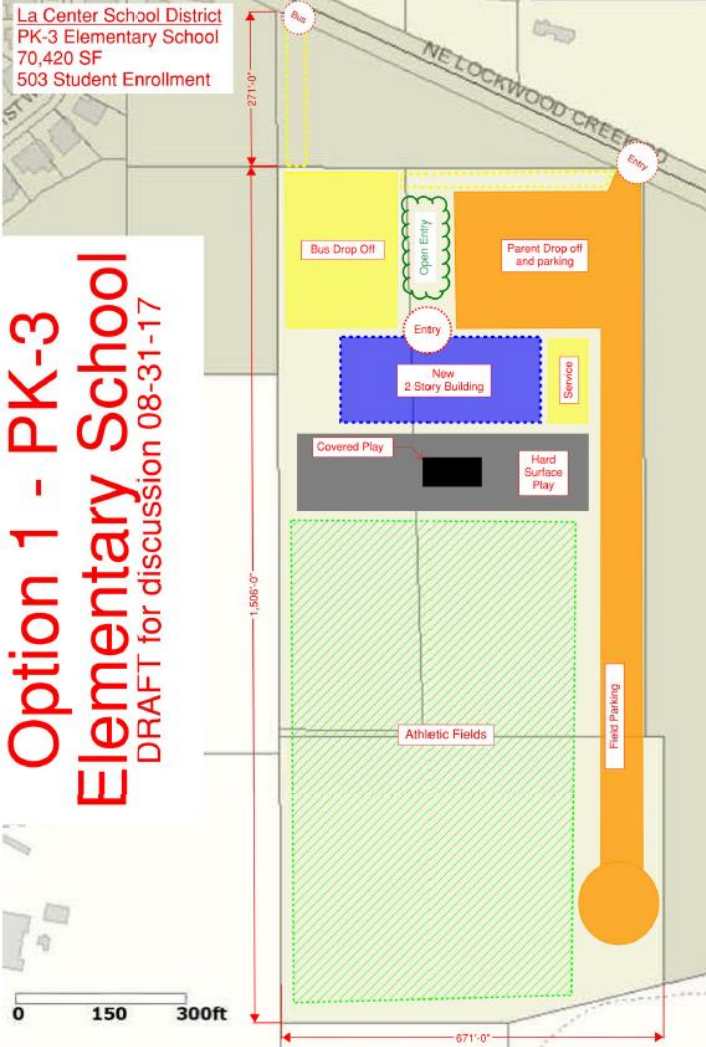 La Center School District
PK-3 Elementary School
70,420 SF
503 Student Enrollment
Bus
271'-0"
NE LOCKWOOD CREEK RD
Entry
Bus Drop Off
Open Entry
Parent Drop off
and parking
Entry
New
2 Story Building
Service
Covered Play
Hard
Surface
Play
Option 1 - PK-3
Elementary School
DRAFT for discussion 08-31-17
1,506'-0"
Athletic Fields
Field Parking
0 150 300ft
671'-0"